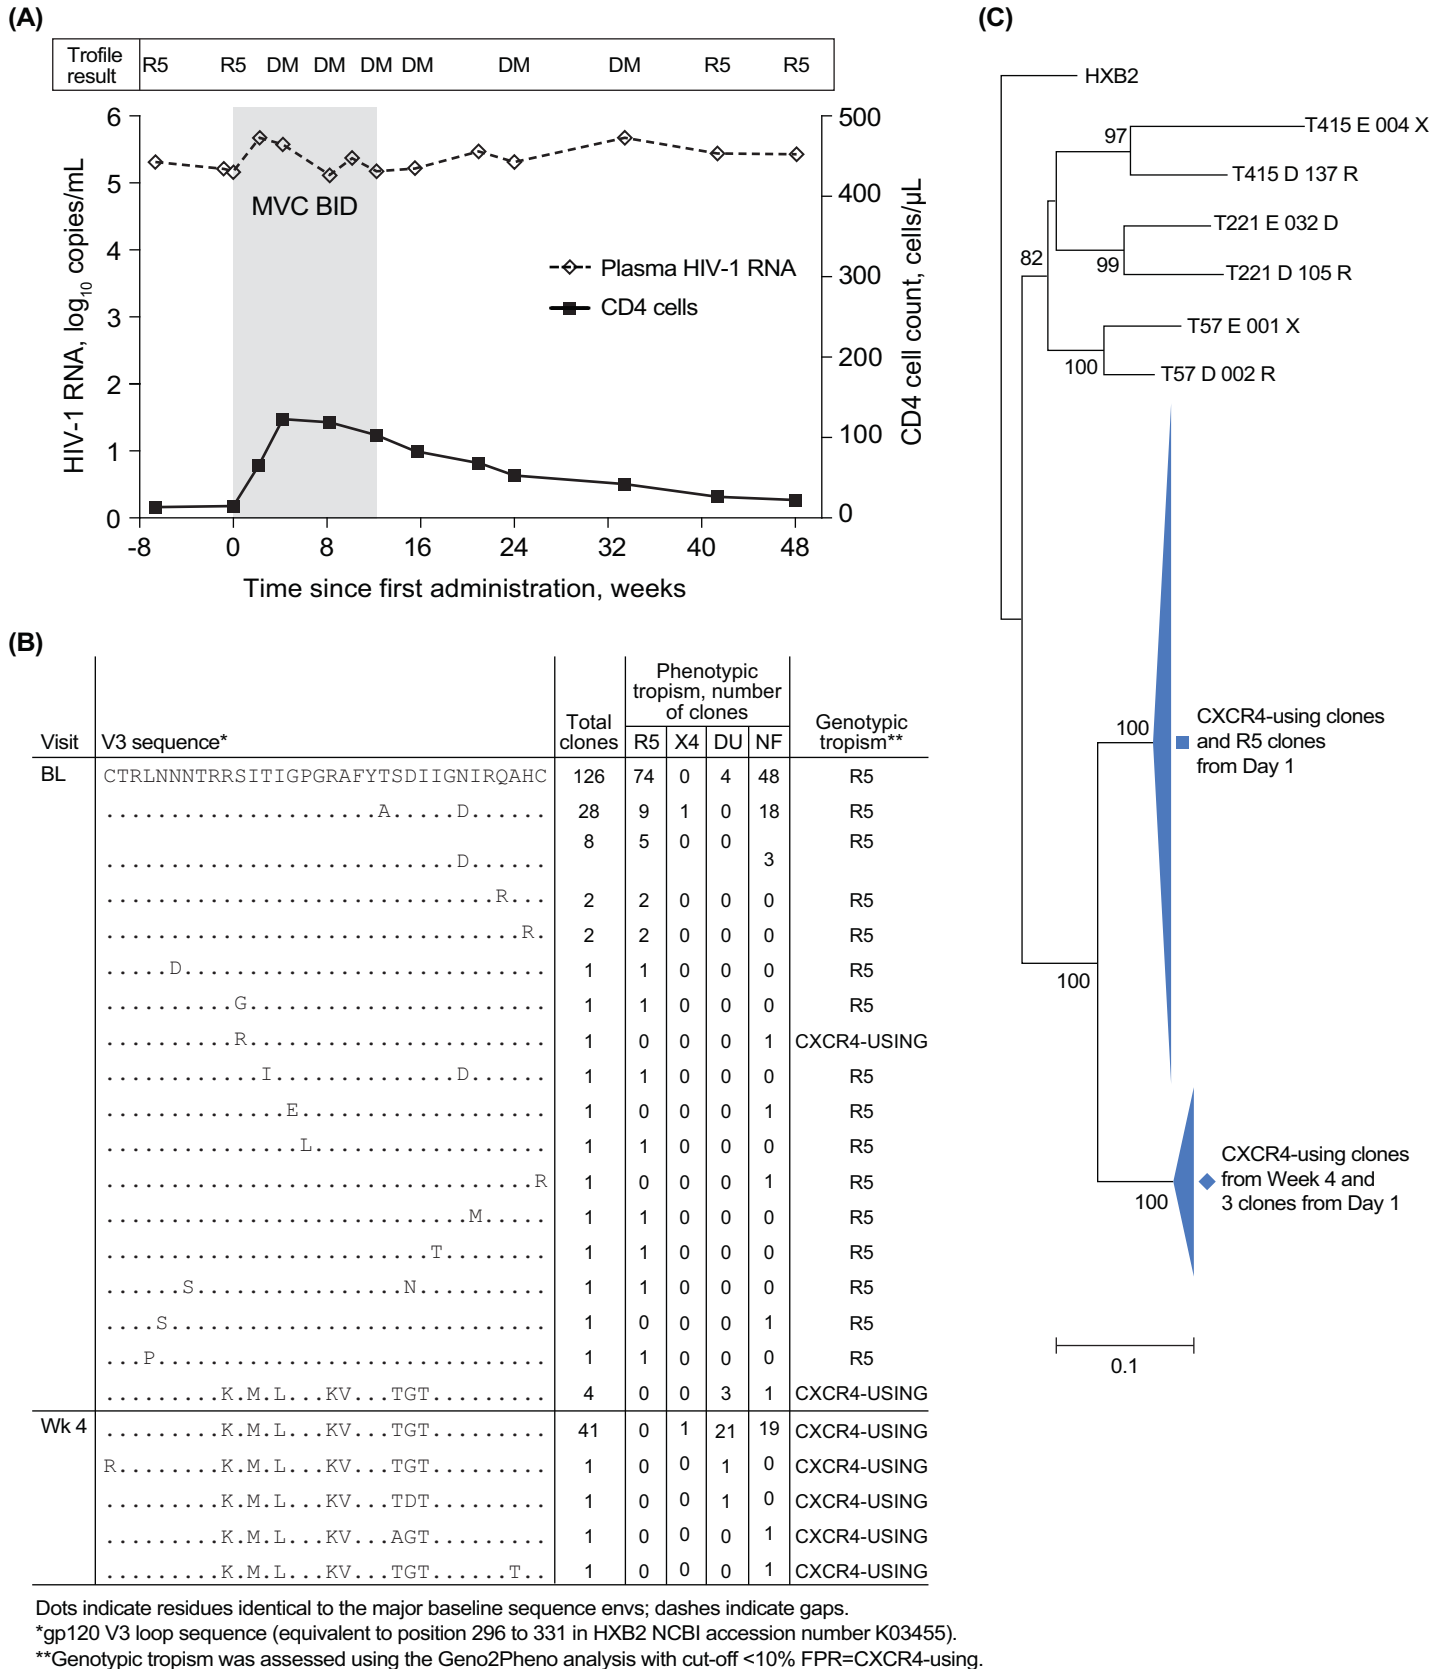 (A)
Trofile result
R5 R5 DM DM DM DM DM DM R5 R5
6
5
4
3
2
1
0
HIV-1 RNA, log10 copies/mL
500
400
300
200
100
0
CD4 cell count, cells/µL
MVC BID
Plasma HIV-1 RNA
CD4 cells
-8 0 8 16 24 32 40 48
Time since first administration, weeks
(B)
Visit V3 sequence* Total clones Phenotypic tropism, number of clones Genotypic tropism**
R5 X4 DU NF
BL CTRLNNNTRRSITIGPGRAFYTSDIIGNIRQAHC 126 74 0 4 48 R5
.....................A.....D...... 28 9 1 0 18 R5
...........................D...... 8 5 0 0 3 R5
..............................R... 2 2 0 0 0 R5
................................R. 2 2 0 0 0 R5
.....D............................ 1 1 0 0 0 R5
..........G....................... 1 1 0 0 0 R5
..........R....................... 1 0 0 0 1 CXCR4-USING
............I..............D...... 1 1 0 0 0 R5
..............E................... 1 0 0 0 1 R5
...............L.................. 1 1 0 0 0 R5
.................................R 1 0 0 0 1 R5
............................M..... 1 1 0 0 0 R5
.........................T........ 1 1 0 0 0 R5
......S................N.......... 1 1 0 0 0 R5
....S............................. 1 0 0 0 1 R5
...P.............................. 1 1 0 0 0 R5
.........K.M.L...KV...TGT......... 4 0 0 3 1 CXCR4-USING
Wk 4 .........K.M.L...KV...TGT......... 41 0 1 21 19 CXCR4-USING
R........K.M.L...KV...TGT......... 1 0 0 1 0 CXCR4-USING
.........K.M.L...KV...TDT......... 1 0 0 1 0 CXCR4-USING
.........K.M.L...KV...AGT......... 1 0 0 0 1 CXCR4-USING
.........K.M.L...KV...TGT......T.. 1 0 0 0 1 CXCR4-USING
Dots indicate residues identical to the major baseline sequence envs; dashes indicate gaps.
*gp120 V3 loop sequence (equivalent to position 296 to 331 in HXB2 NCBI accession number K03455).
**Genotypic tropism was assessed using the Geno2Pheno analysis with cut-off <10% FPR=CXCR4-using.
(C)
HXB2
T415 E 004 X
97
T415 D 137 R
T221 E 032 D
82
99
T221 D 105 R
T57 E 001 X
100
T57 D 002 R
100
CXCR4-using clones
and R5 clones
from Day 1
100
100
CXCR4-using clones
from Week 4 and
3 clones from Day 1
0.1